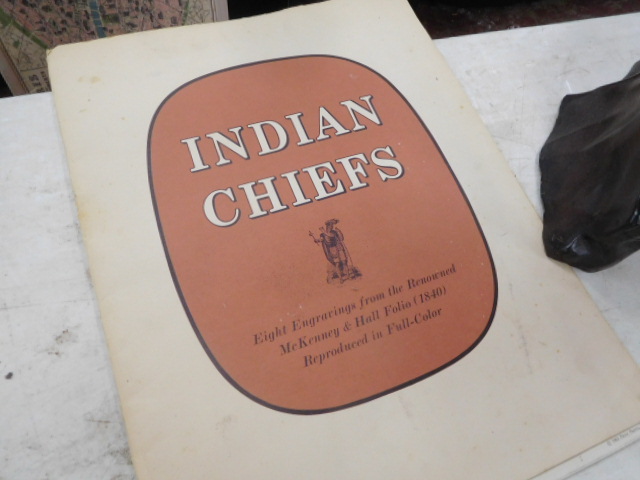 INDIAN
CHIEFS
Eight Engravings from the Renowned
McKenney & Hall Folio (1840)
Reproduced in Full-Color